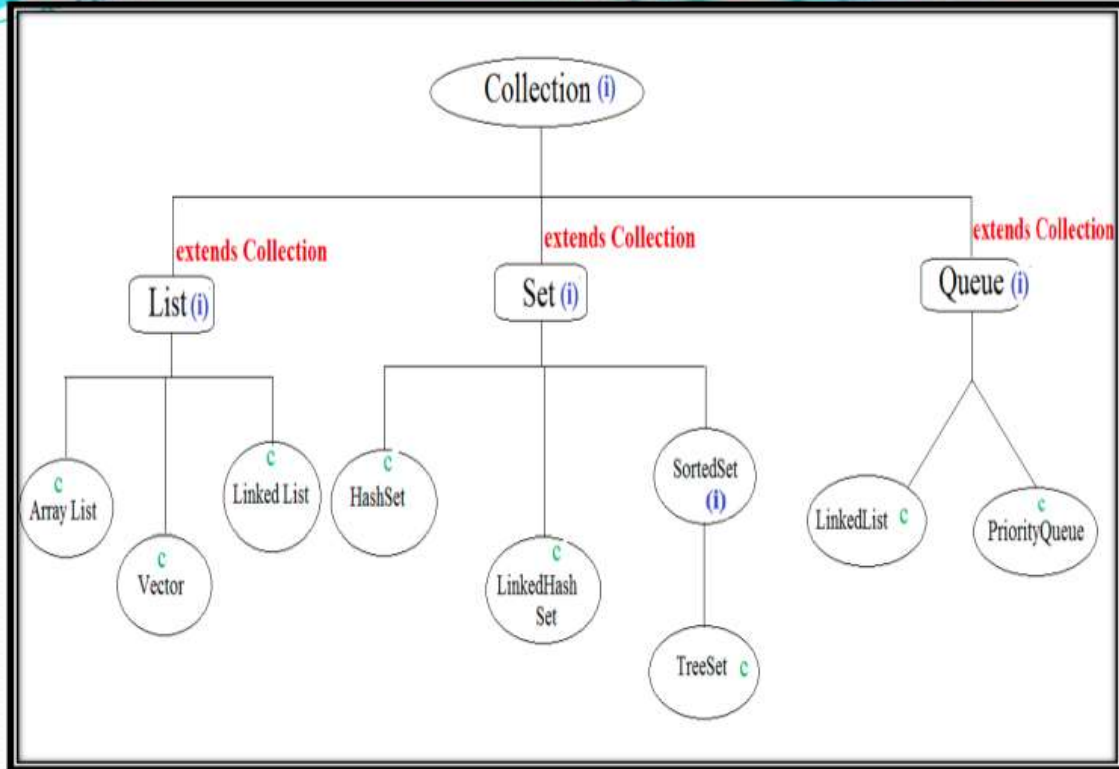 Collection (i)
extends Collection
extends Collection
extends Collection
List (i)
Set (i)
Queue (i)
c
Array List
c
Vector
c
Linked List
c
HashSet
c
LinkedHash
Set
SortedSet
(i)
TreeSet c
LinkedList c
c
PriorityQueue